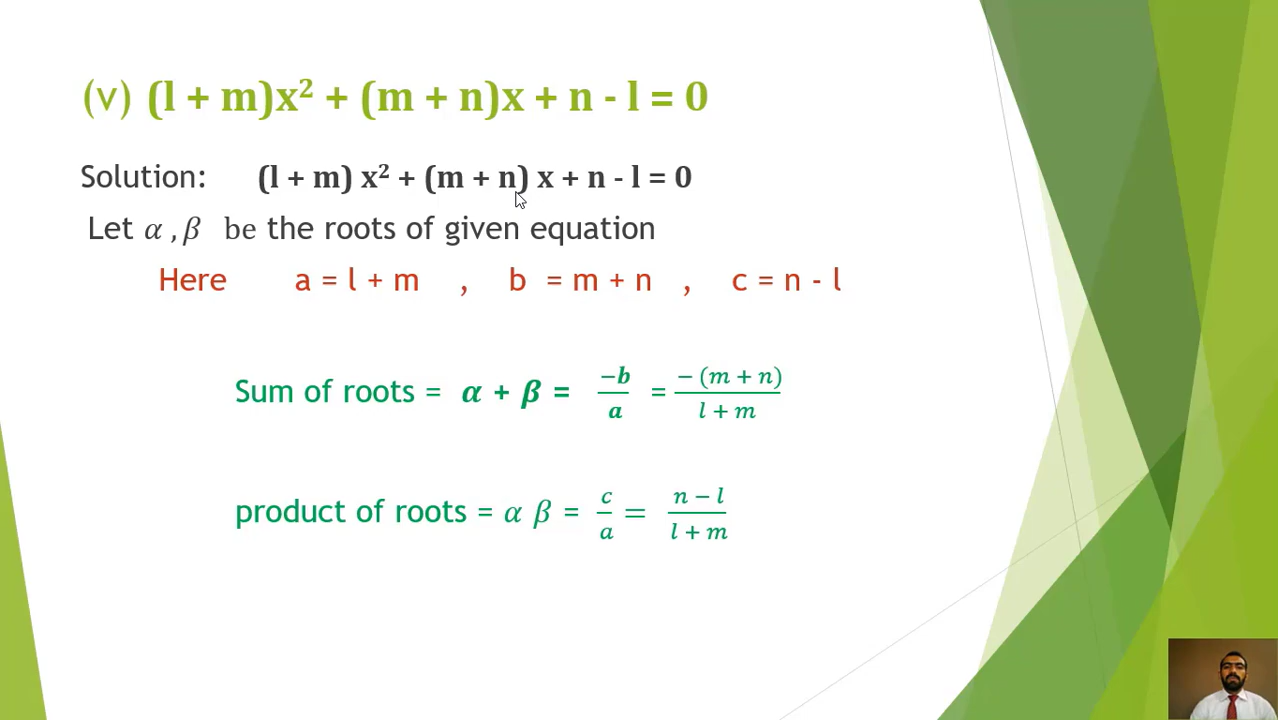 (v) (l + m)x² + (m + n)x + n - l = 0
Solution: (l + m) x² + (m + n) x + n - l = 0
Let α , β be the roots of given equation
Here a = l + m , b = m + n , c = n - l
Sum of roots = α + β = −b/a = − (m + n)/l + m
product of roots = α β = c/a = n − l/l + m